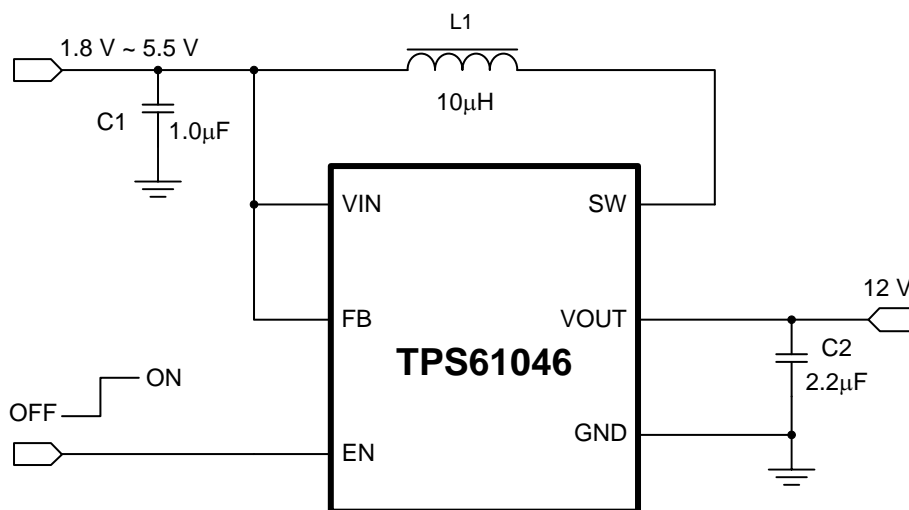 L1
1.8 V ~ 5.5 V
10μH
C1
1.0μF
VIN
SW
12 V
FB
VOUT
TPS61046
C2
2.2μF
ON
OFF
GND
EN